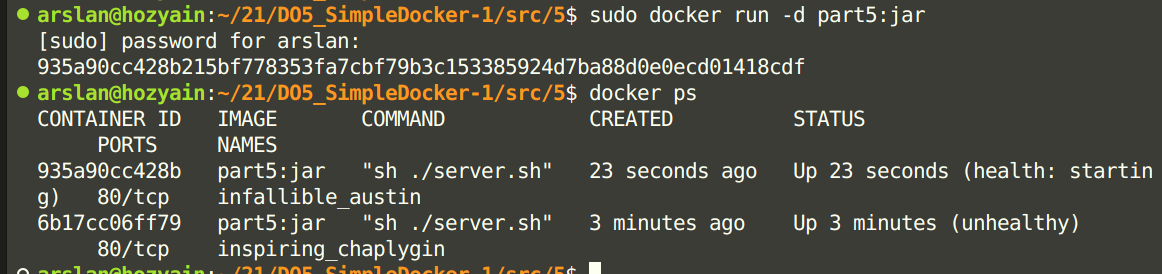 arslan@hozyain:~/21/DO5_SimpleDocker-1/src/5$ sudo docker run -d part5:jar
[sudo] password for arslan:
935a90cc428b215bf778353fa7cbf79b3c153385924d7ba88d0e0ecd01418cdf
arslan@hozyain:~/21/DO5_SimpleDocker-1/src/5$ docker ps
CONTAINER ID   IMAGE       COMMAND            CREATED          STATUS
     PORTS     NAMES
935a90cc428b   part5:jar   "sh ./server.sh"   23 seconds ago   Up 23 seconds (health: startin
g)   80/tcp    infallible_austin
6b17cc06ff79   part5:jar   "sh ./server.sh"   3 minutes ago    Up 3 minutes (unhealthy)
     80/tcp    inspiring_chaplygin
arslan@hozyain:~/21/DO5_SimpleDocker-1/src/5$